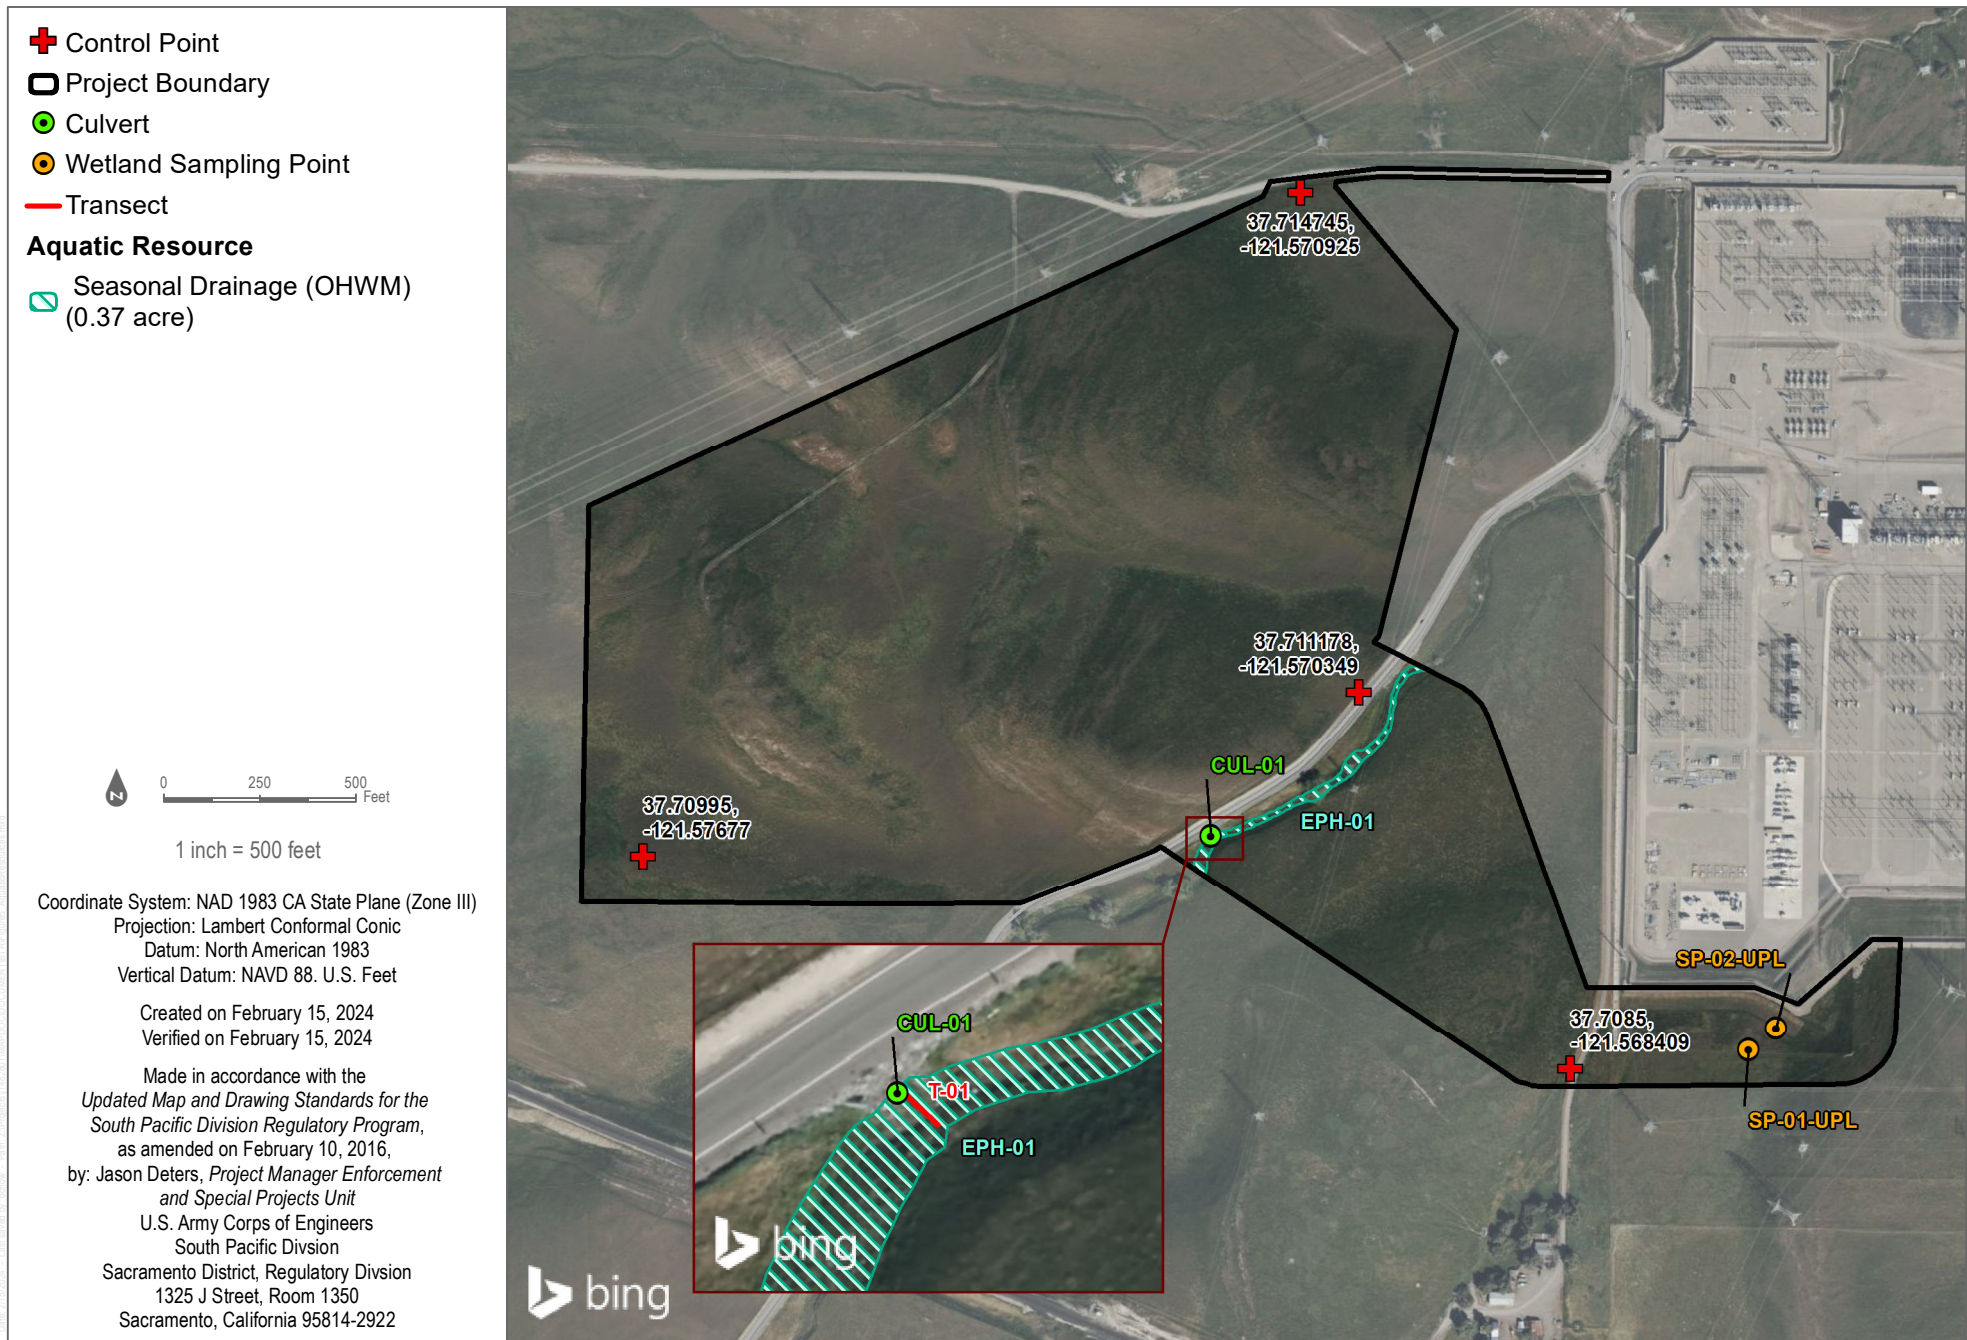 Control Point
Project Boundary
Culvert
Wetland Sampling Point
Transect
Aquatic Resource
Seasonal Drainage (OHWM)
(0.37 acre)
N
0 250 500
Feet
1 inch = 500 feet
Coordinate System: NAD 1983 CA State Plane (Zone III)
Projection: Lambert Conformal Conic
Datum: North American 1983
Vertical Datum: NAVD 88. U.S. Feet
Created on February 15, 2024
Verified on February 15, 2024
Made in accordance with the
Updated Map and Drawing Standards for the
South Pacific Division Regulatory Program,
as amended on February 10, 2016,
by: Jason Deters, Project Manager Enforcement
and Special Projects Unit
U.S. Army Corps of Engineers
South Pacific Divsion
Sacramento District, Regulatory Divsion
1325 J Street, Room 1350
Sacramento, California 95814-2922
37.714745,
-121.570925
37.711178,
-121.570349
CUL-01
37.70995,
-121.57677
EPH-01
SP-02-UPL
37.7085,
-121.568409
SP-01-UPL
CUL-01
T-01
EPH-01
bing
bing